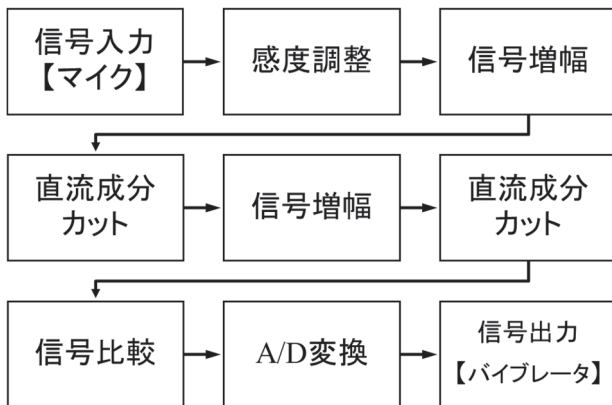 信号入力
【マイク】
感度調整
信号増幅
直流成分
カット
信号増幅
直流成分
カット
信号比較
A/D変換
信号出力
【バイブレータ】